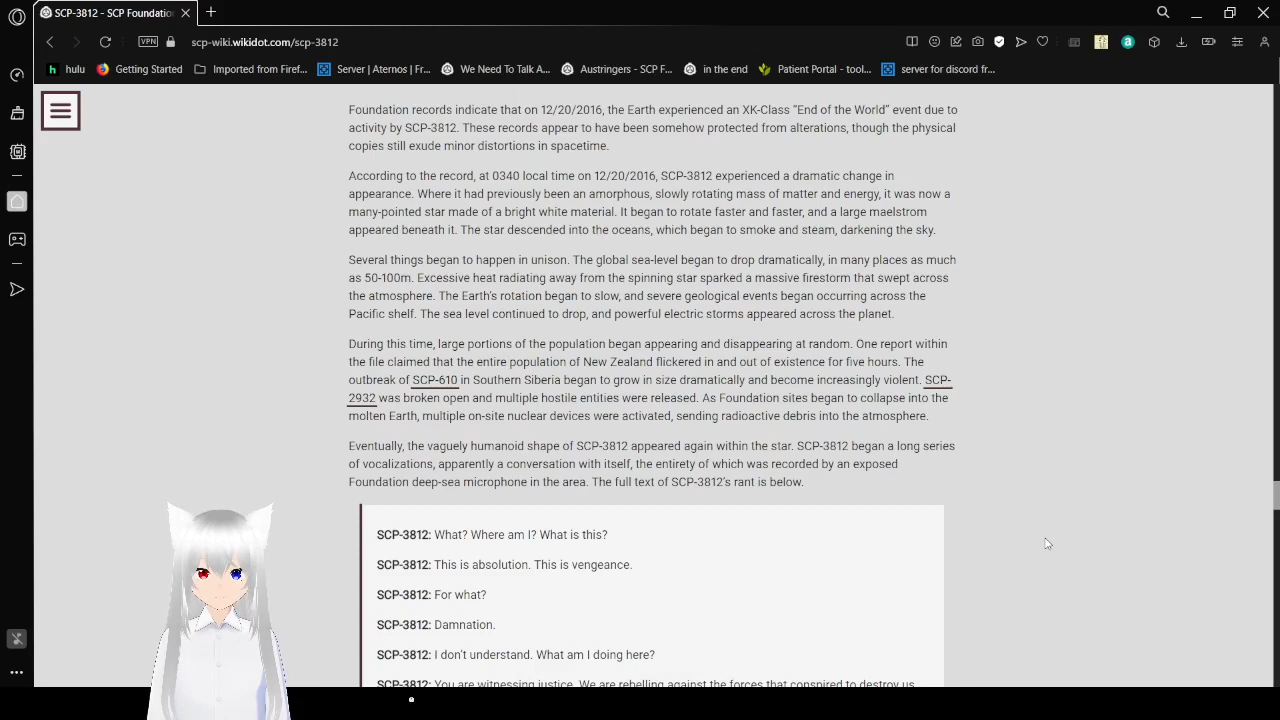 SCP-3812 - SCP Foundation
VPN
scp-wiki.wikidot.com/scp-3812
hulu
Getting Started
Imported from Firef...
Server | Aternos | Fr...
We Need To Talk A...
Austringers - SCP F...
in the end
Patient Portal - tool...
server for discord fr...
Foundation records indicate that on 12/20/2016, the Earth experienced an XK-Class “End of the World” event due to
activity by SCP-3812. These records appear to have been somehow protected from alterations, though the physical
copies still exude minor distortions in spacetime.
According to the record, at 0340 local time on 12/20/2016, SCP-3812 experienced a dramatic change in
appearance. Where it had previously been an amorphous, slowly rotating mass of matter and energy, it was now a
many-pointed star made of a bright white material. It began to rotate faster and faster, and a large maelstrom
appeared beneath it. The star descended into the oceans, which began to smoke and steam, darkening the sky.
Several things began to happen in unison. The global sea-level began to drop dramatically, in many places as much
as 50-100m. Excessive heat radiating away from the spinning star sparked a massive firestorm that swept across
the atmosphere. The Earth's rotation began to slow, and severe geological events began occurring across the
Pacific shelf. The sea level continued to drop, and powerful electric storms appeared across the planet.
During this time, large portions of the population began appearing and disappearing at random. One report within
the file claimed that the entire population of New Zealand flickered in and out of existence for five hours. The
outbreak of SCP-610 in Southern Siberia began to grow in size dramatically and become increasingly violent. SCP-
2932 was broken open and multiple hostile entities were released. As Foundation sites began to collapse into the
molten Earth, multiple on-site nuclear devices were activated, sending radioactive debris into the atmosphere.
Eventually, the vaguely humanoid shape of SCP-3812 appeared again within the star. SCP-3812 began a long series
of vocalizations, apparently a conversation with itself, the entirety of which was recorded by an exposed
Foundation deep-sea microphone in the area. The full text of SCP-3812's rant is below.
SCP-3812: What? Where am I? What is this?
SCP-3812: This is absolution. This is vengeance.
SCP-3812: For what?
SCP-3812: Damnation.
SCP-3812: I don't understand. What am I doing here?
SCP-3812: You are witnessing justice. We are rebelling against the forces that conspired to destroy us